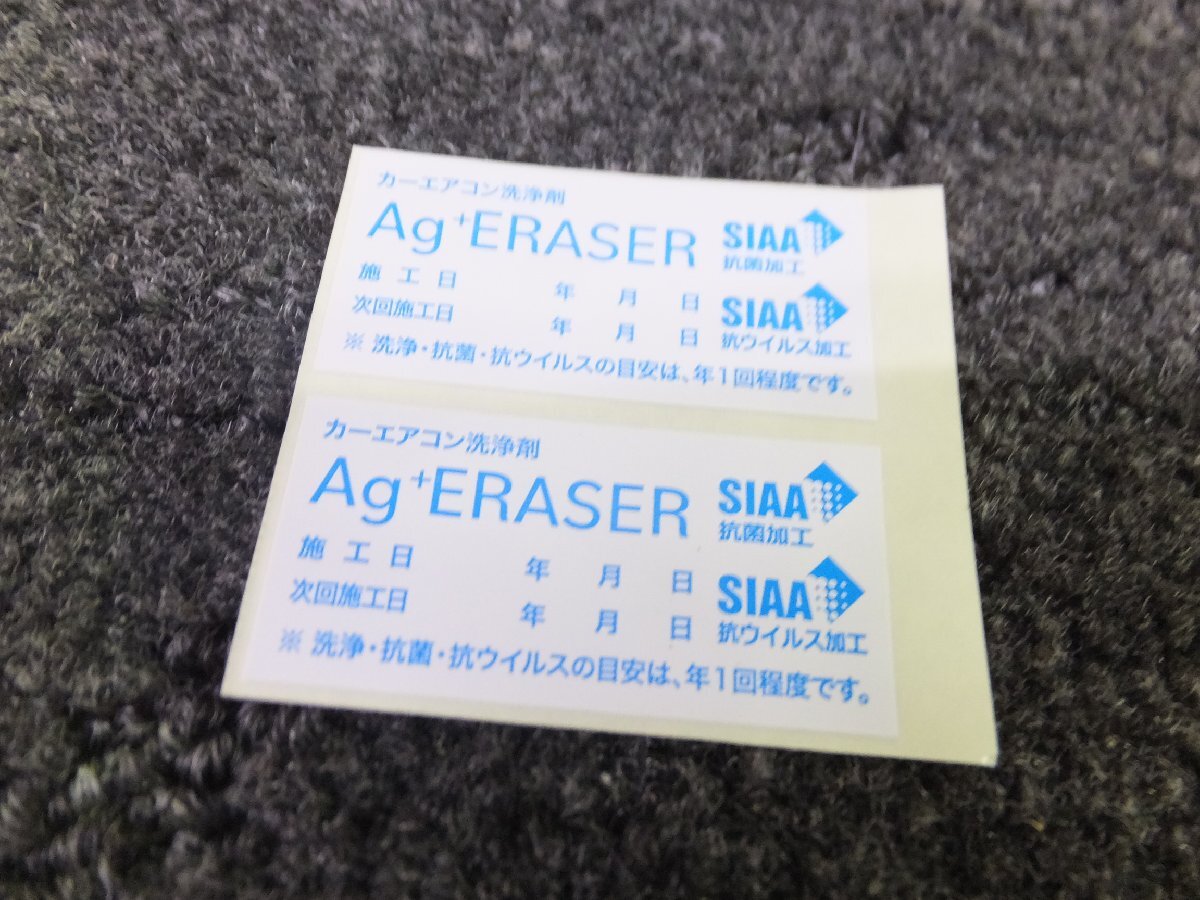 カーエアコン洗浄剤
Ag⁺ERASER
SIAA
抗菌加工
施工日 年 月 日
次回施工日 年 月 日
SIAA
抗ウイルス加工
※ 洗浄・抗菌・抗ウイルスの目安は、年1回程度です。
カーエアコン洗浄剤
Ag⁺ERASER
SIAA
抗菌加工
施工日 年 月 日
次回施工日 年 月 日
SIAA
抗ウイルス加工
※ 洗浄・抗菌・抗ウイルスの目安は、年1回程度です。